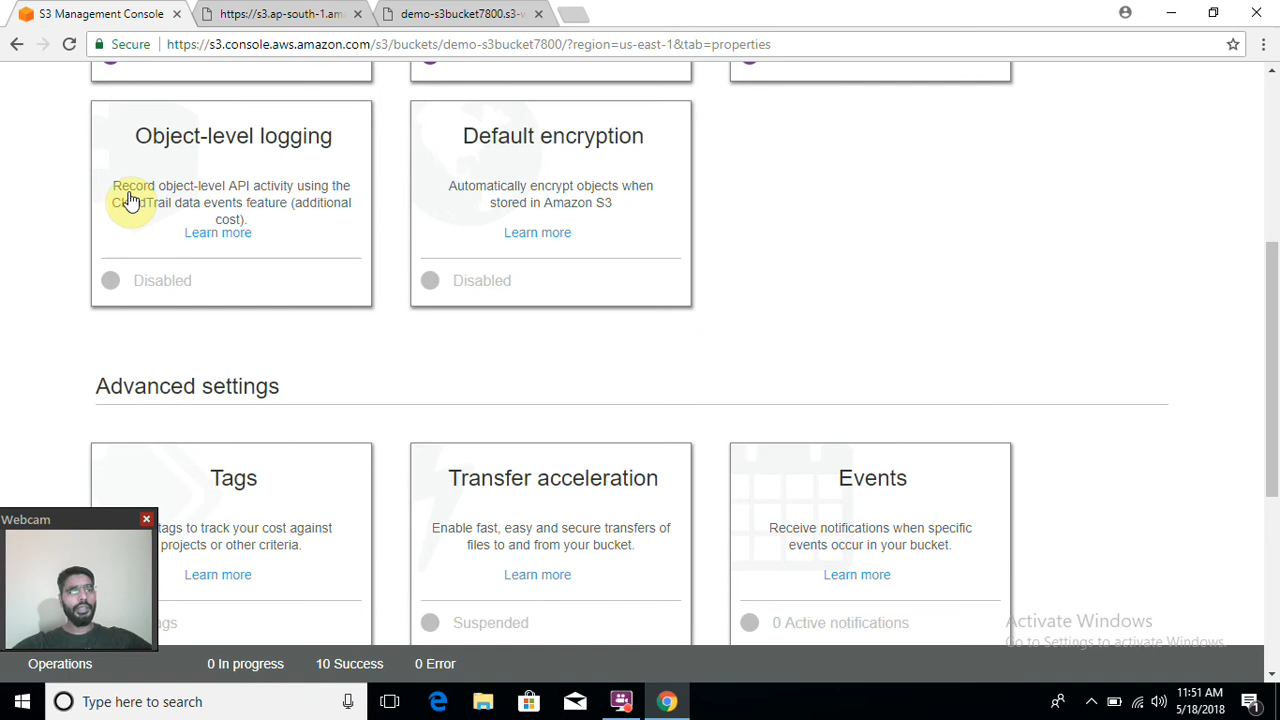 S3 Management Console
https://s3.ap-south-1.am
demo-s3bucket7800.s3-
Secure
https://s3.console.aws.amazon.com/s3/buckets/demo-s3bucket7800/?region=us-east-1&tab=properties
Object-level logging
Record object-level API activity using the
CloudTrail data events feature (additional
cost).
Learn more
Disabled
Default encryption
Automatically encrypt objects when
stored in Amazon S3
Learn more
Disabled
Advanced settings
Tags
tags to track your cost against
projects or other criteria.
Learn more
Transfer acceleration
Enable fast, easy and secure transfers of
files to and from your bucket.
Learn more
Suspended
Events
Receive notifications when specific
events occur in your bucket.
Learn more
0 Active notifications
Webcam
Activate Windows
Go to Settings to activate Windows.
Operations
0 In progress
10 Success
0 Error
Type here to search
11:51 AM
5/18/2018
1